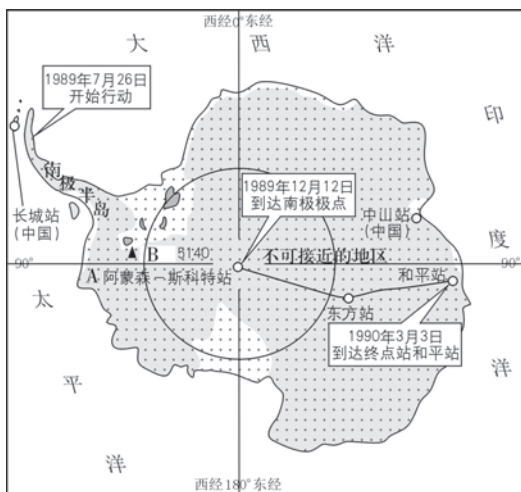 西经0°东经
大 西 洋
1989年7月26日
开始行动
印
南极半岛
1989年12月12日
到达南极极点
长城站
(中国)
中山站
(中国)
B
5140
不可接近的地区
度
90°
A
阿蒙森-斯科特站
和平站
90°
太
东方站
1990年3月3日
到达终点站和平站
洋
平
洋
西经180°东经